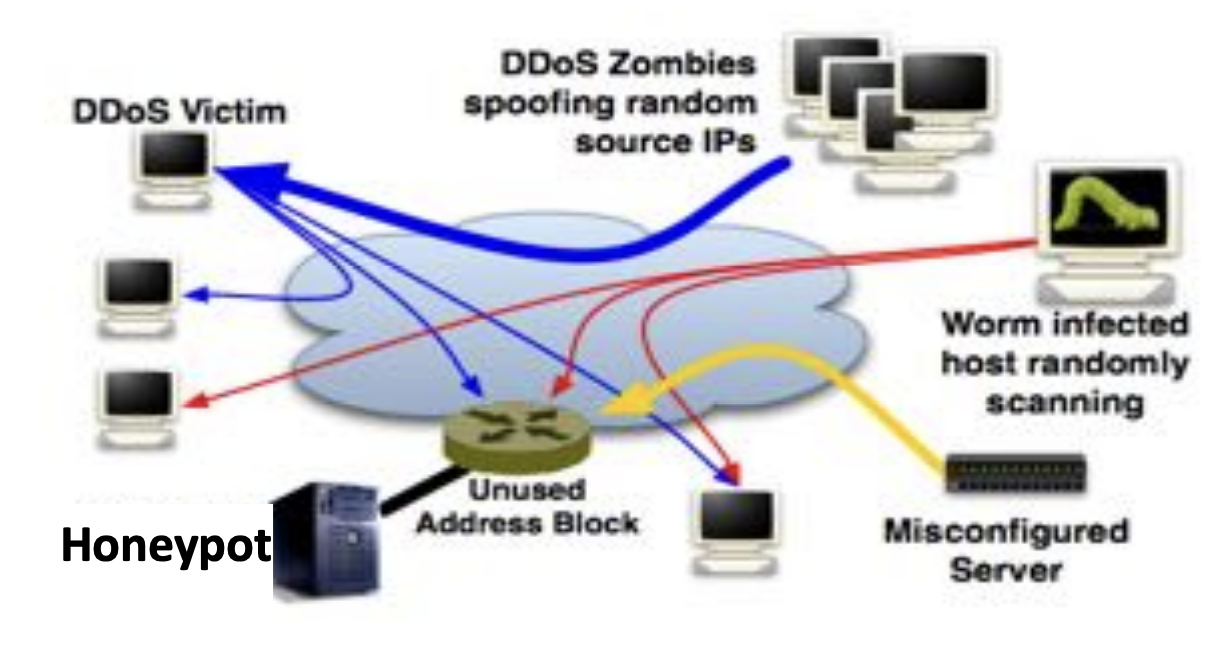 DDoS Zombies
spoofing random
source IPs
DDoS Victim
Worm infected
host randomly
scanning
Unused
Address Block
Honeypot
Misconfigured
Server